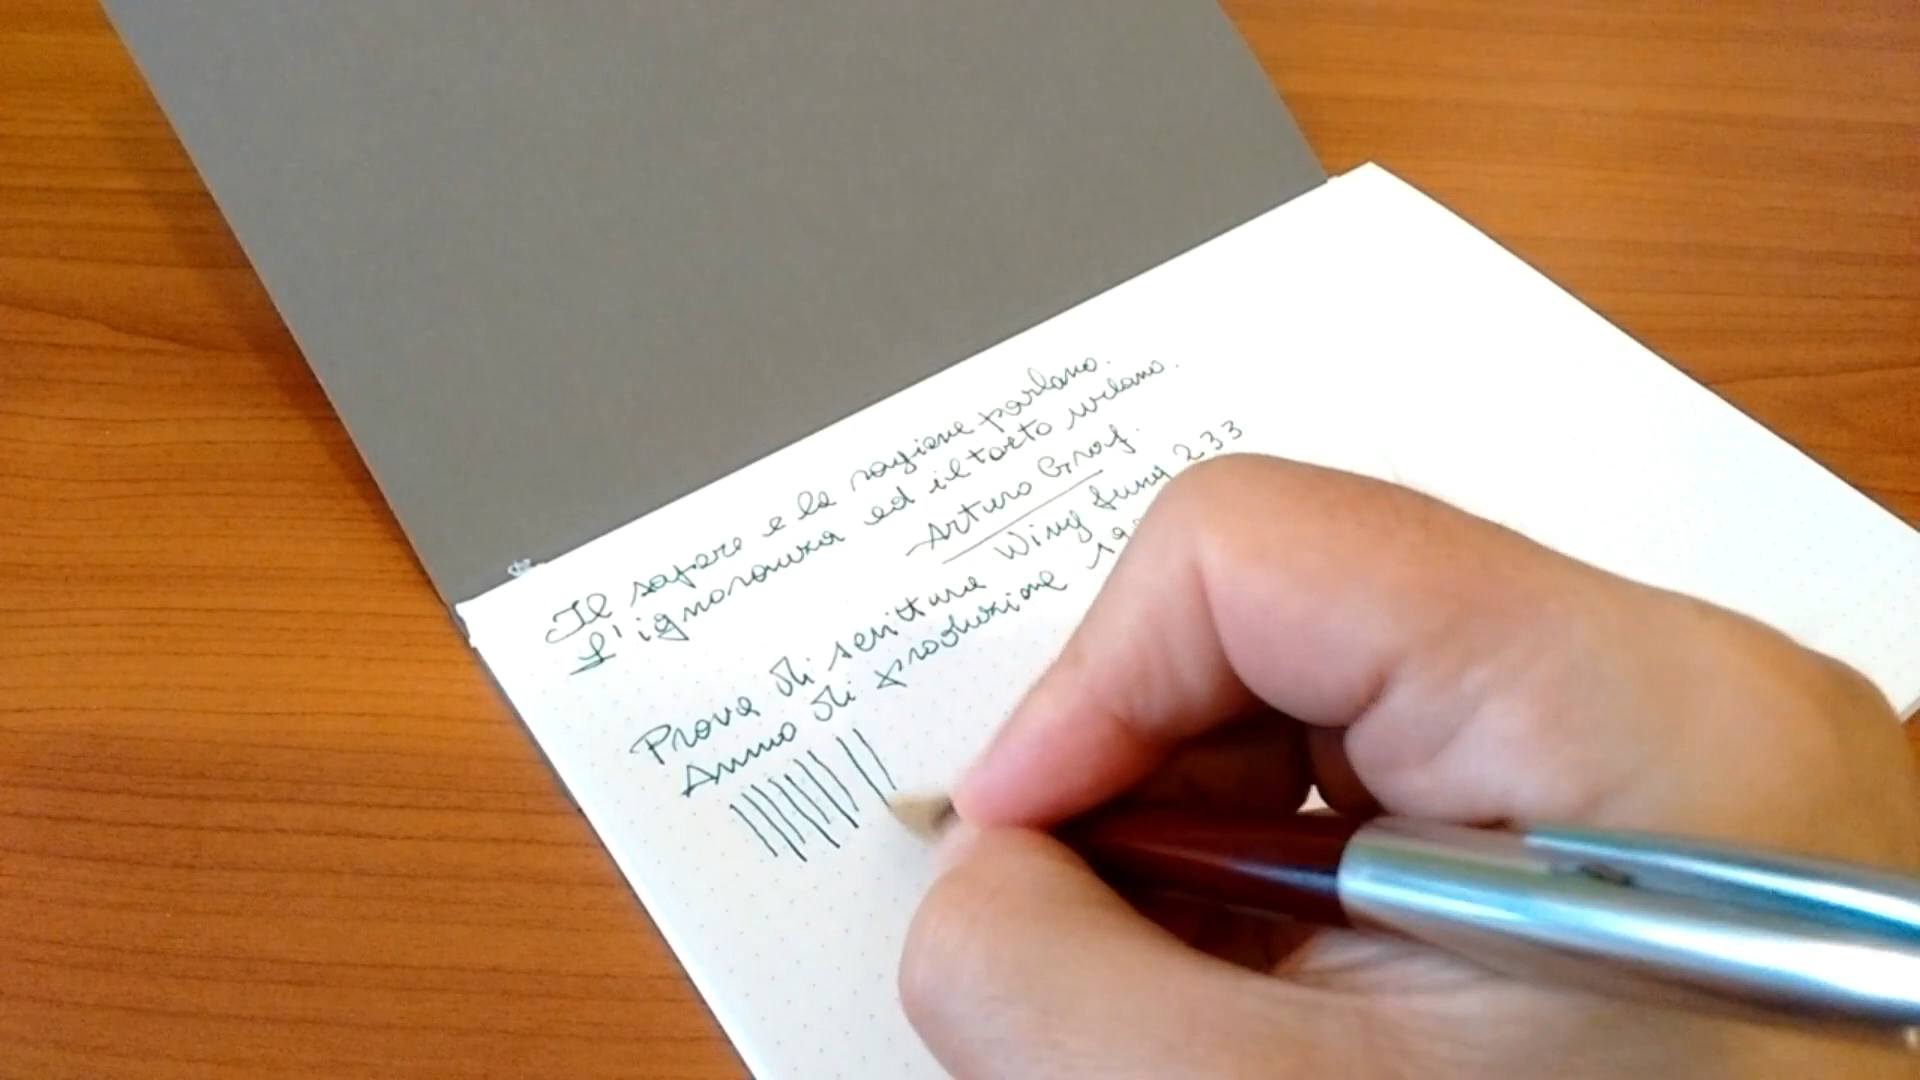 Il sapere e la ragione parlano.
L'ignoranza ed il torto urlano.
Arturo Graf.
Prova di scrittura Wing Sung 233
Anno di produzione 19